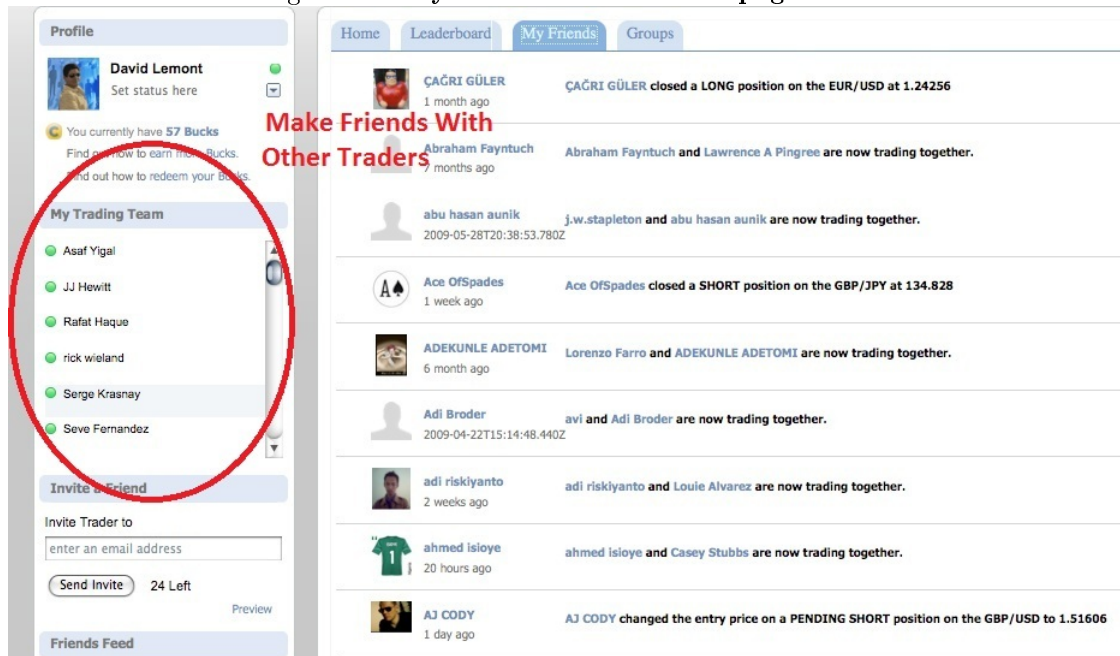 Profile
David Lemont
Set status here
You currently have 57 Bucks
Find out how to earn more Bucks.
Find out how to redeem your Bucks.
My Trading Team
Asaf Yigal
JJ Hewitt
Rafat Haque
rick wieland
Serge Krasnay
Seve Fernandez
Invite a Friend
Invite Trader to
enter an email address
Send Invite 24 Left
Preview
Friends Feed
Make Friends With
Other Traders
Home Leaderboard My Friends Groups
ÇAĞRI GÜLER
1 month ago
ÇAĞRI GÜLER closed a LONG position on the EUR/USD at 1.24256
Abraham Fayntuch
7 months ago
Abraham Fayntuch and Lawrence A Pingree are now trading together.
abu hasan aunik
2009-05-28T20:38:53.780Z
j.w.stapleton and abu hasan aunik are now trading together.
A♠
Ace OfSpades
1 week ago
Ace OfSpades closed a SHORT position on the GBP/JPY at 134.828
ADEKUNLE ADETOMI
6 month ago
Lorenzo Farro and ADEKUNLE ADETOMI are now trading together.
Adi Broder
2009-04-22T15:14:48.440Z
avi and Adi Broder are now trading together.
adi riskiyanto
2 weeks ago
adi riskiyanto and Louie Alvarez are now trading together.
1
ahmed isioye
20 hours ago
ahmed isioye and Casey Stubbs are now trading together.
AJ CODY
1 day ago
AJ CODY changed the entry price on a PENDING SHORT position on the GBP/USD to 1.51606